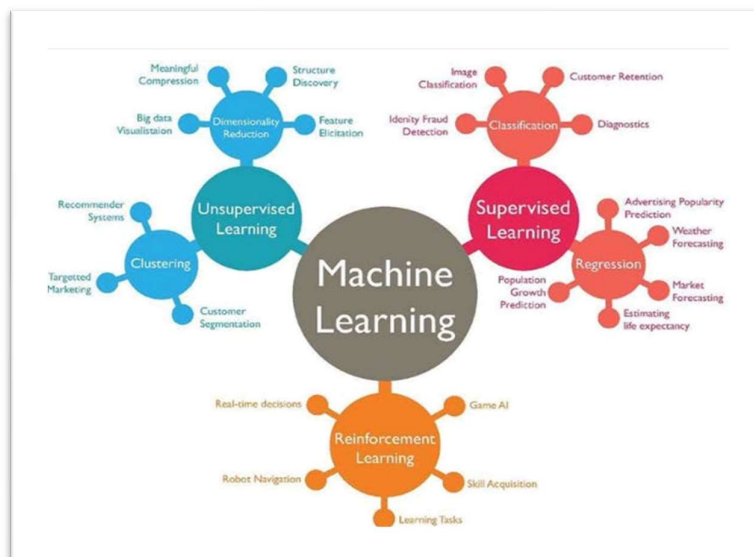 Meaningful
Compression
Structure
Discovery
Big data
Visualistaion
Dimensionality
Reduction
Feature
Elicitation
Image
Classification
Customer Retention
Idenity Fraud
Detection
Classification
Diagnostics
Recommender
Systems
Unsupervised
Learning
Clustering
Targetted
Marketing
Customer
Segmentation
Machine
Learning
Supervised
Learning
Advertising Popularity
Prediction
Weather
Forecasting
Regression
Population
Growth
Prediction
Market
Forecasting
Estimating
life expectancy
Real-time decisions
Game AI
Reinforcement
Learning
Robot Navigation
Skill Acquisition
Learning Tasks